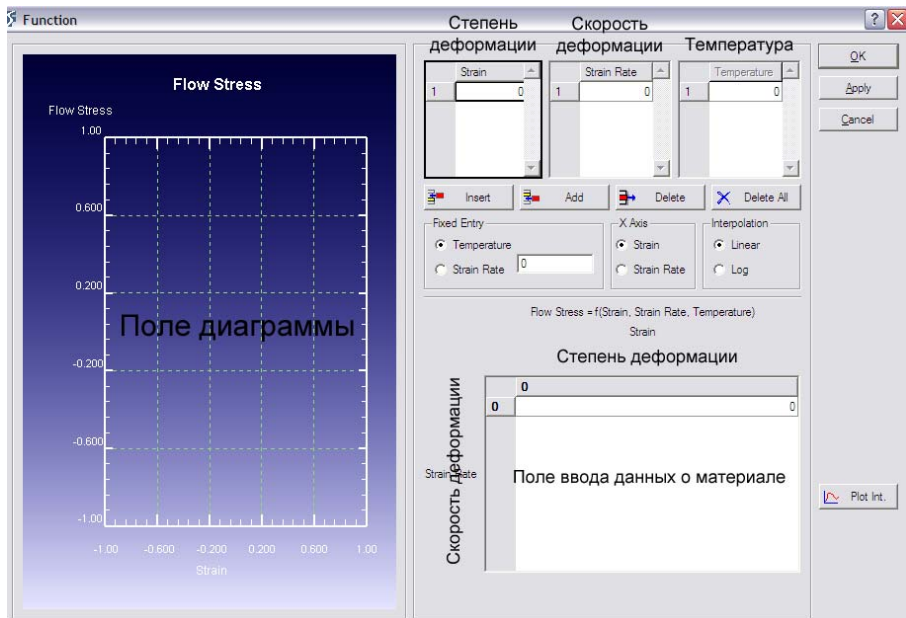 Function
Flow Stress
Flow Stress
1.00
0.600
0.200
-0.200
-0.600
-1.00
-1.00 -0.600 -0.200 0.200 0.600 1.00
Strain
Поле диаграммы
Степень
деформации
Скорость
деформации
Температура
Strain
1 0
Strain Rate
1 0
Temperature
1 0
Insert
Add
Delete
Delete All
Fixed Entry
Temperature
Strain Rate
0
X Axis
Strain
Strain Rate
Interpolation
Linear
Log
Flow Stress = f(Strain, Strain Rate, Temperature)
Strain
Степень деформации
0
0 0
Strain Rate
Скорость деформации
Поле ввода данных о материале
OK
Apply
Cancel
Plot Int.